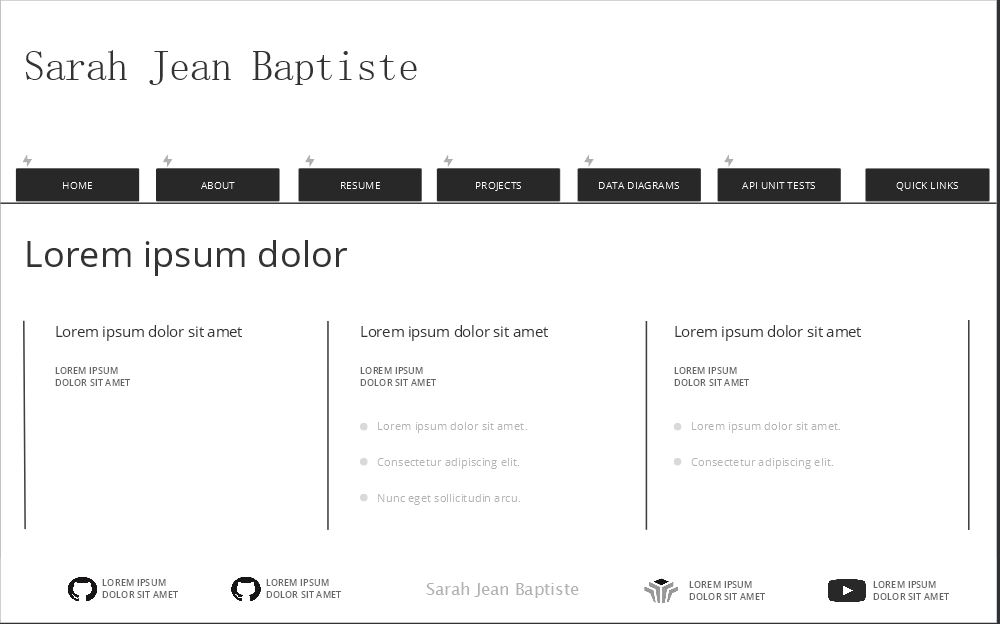 Sarah Jean Baptiste
HOME
ABOUT
RESUME
PROJECTS
DATA DIAGRAMS
API UNIT TESTS
QUICK LINKS
Lorem ipsum dolor
Lorem ipsum dolor sit amet
LOREM IPSUM
DOLOR SIT AMET
Lorem ipsum dolor sit amet
LOREM IPSUM
DOLOR SIT AMET
Lorem ipsum dolor sit amet.
Consectetur adipiscing elit.
Nunc eget sollicitudin arcu.
Lorem ipsum dolor sit amet
LOREM IPSUM
DOLOR SIT AMET
Lorem ipsum dolor sit amet.
Consectetur adipiscing elit.
LOREM IPSUM
DOLOR SIT AMET
LOREM IPSUM
DOLOR SIT AMET
Sarah Jean Baptiste
LOREM IPSUM
DOLOR SIT AMET
LOREM IPSUM
DOLOR SIT AMET